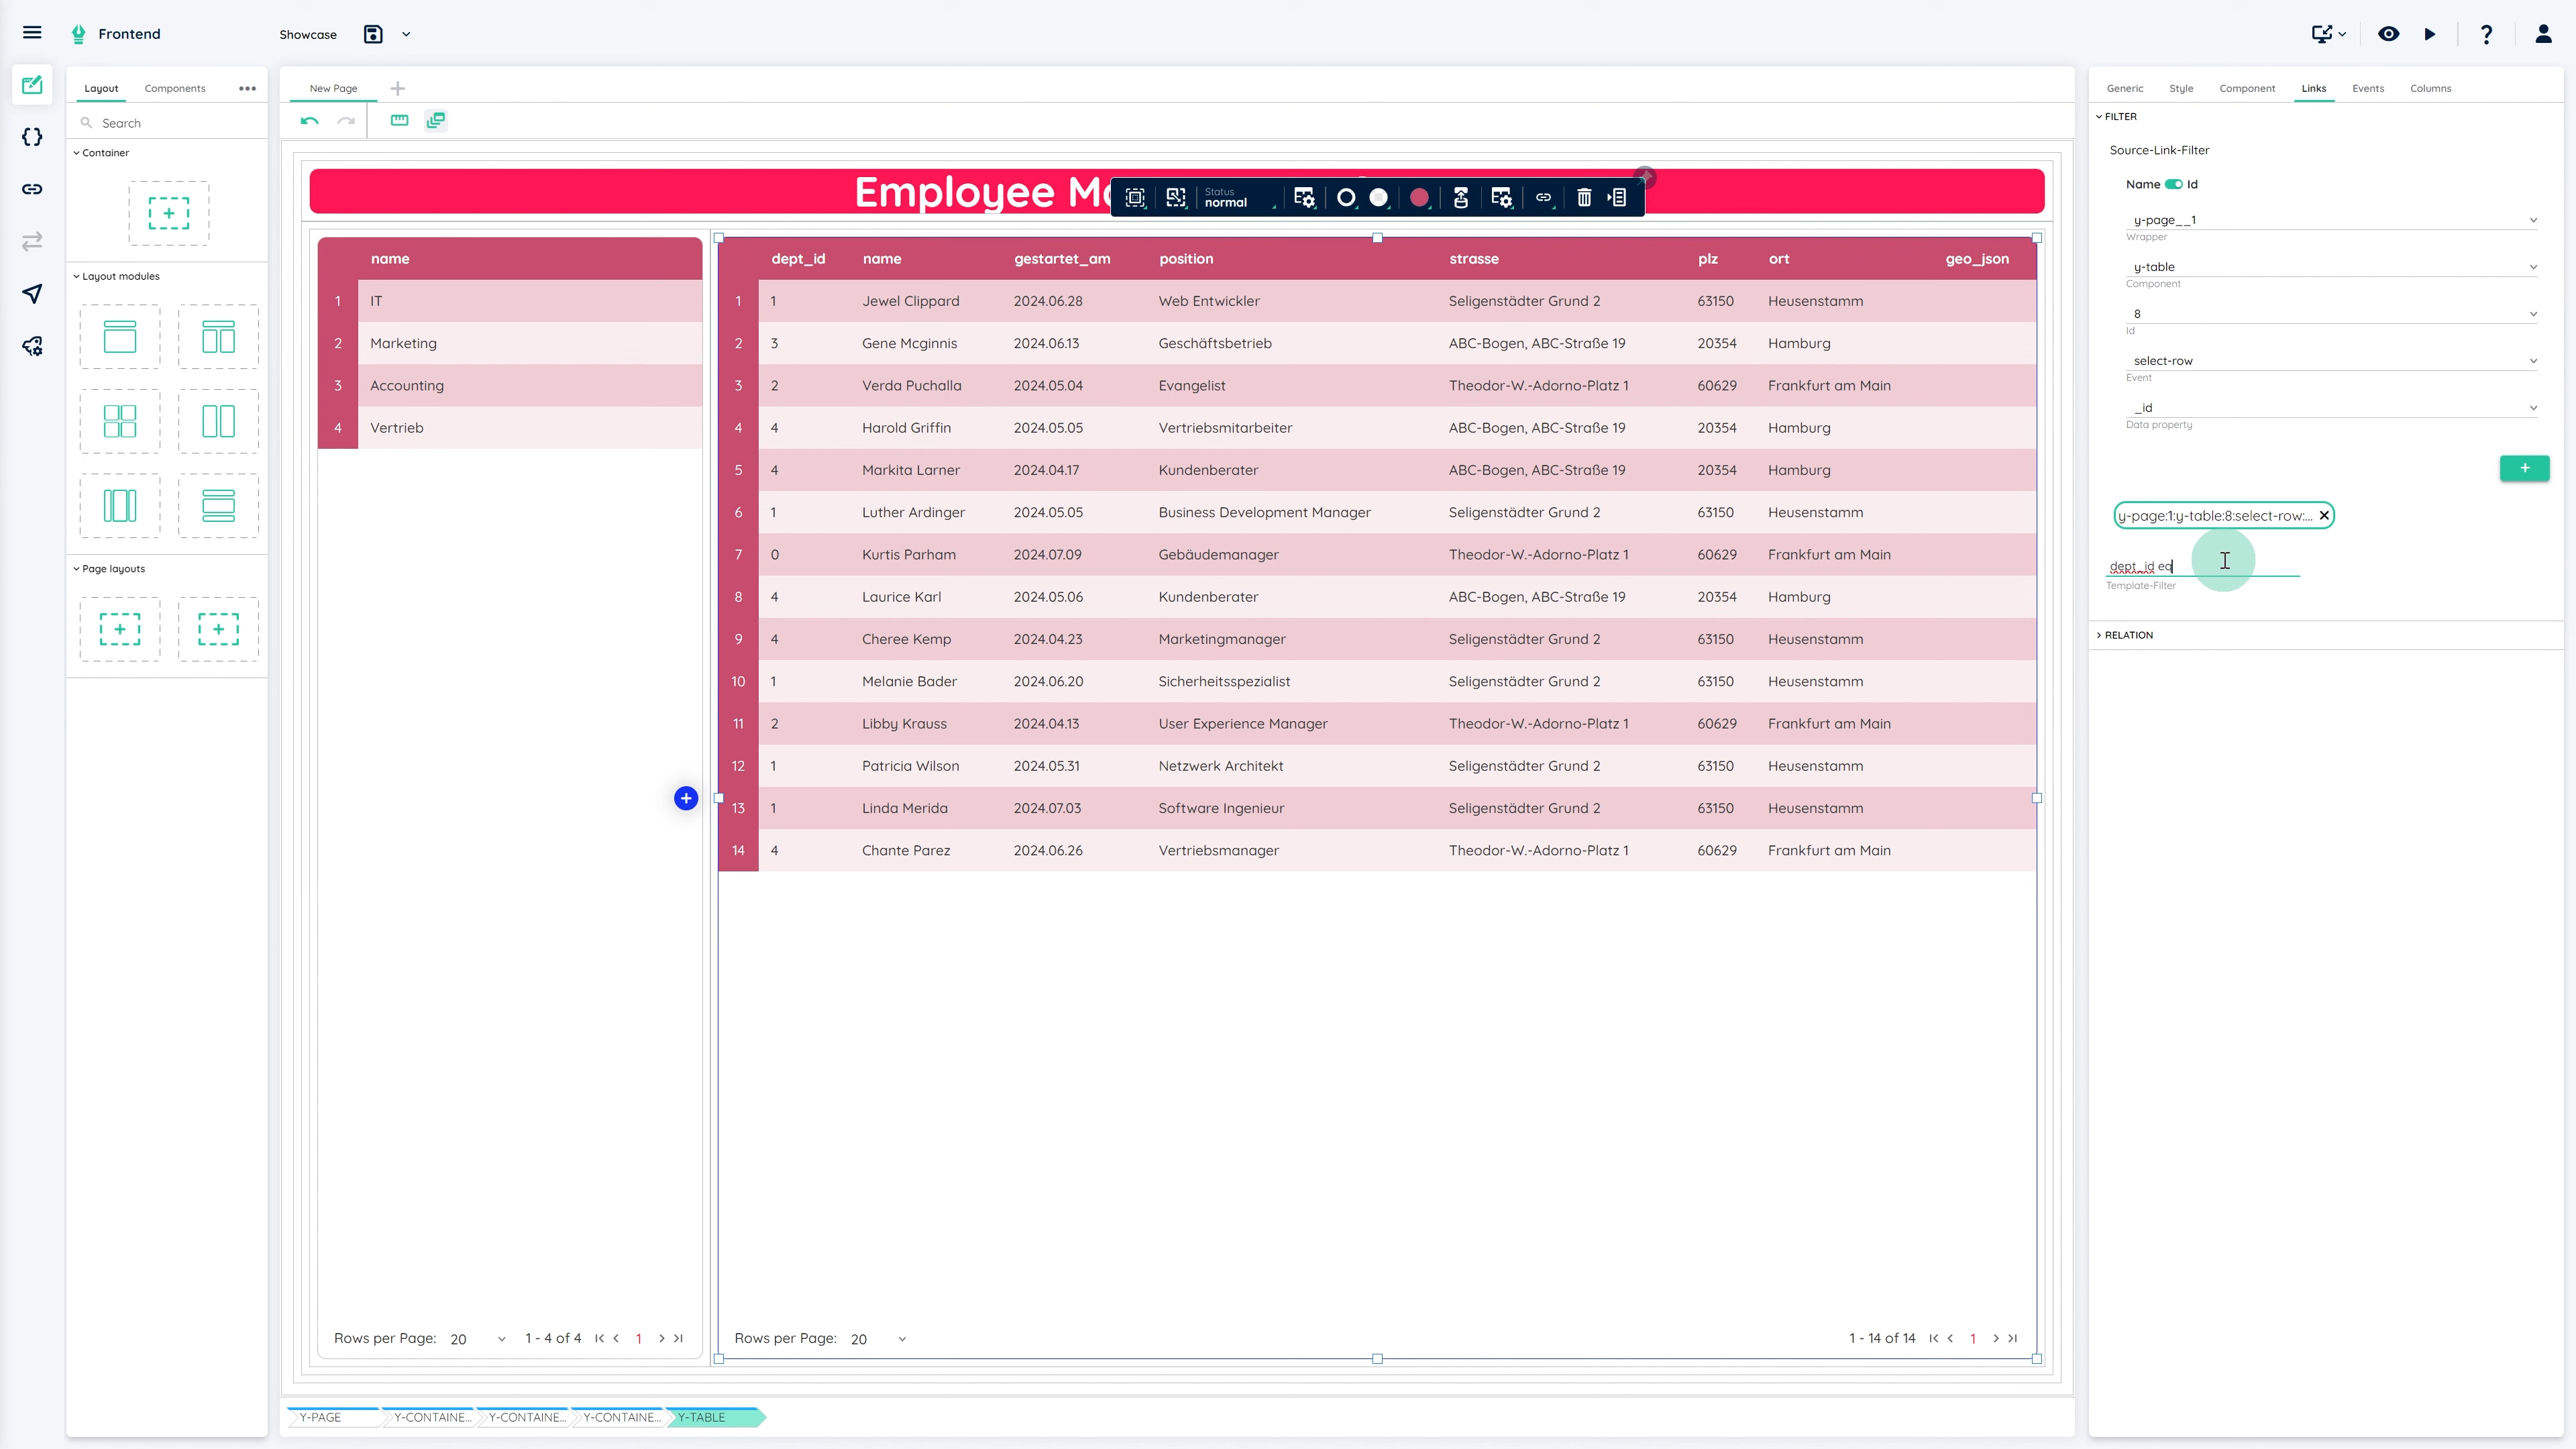 Frontend
Showcase
Layout
Components
Search
Container
Layout modules
Page layouts
New Page
Employee M
Status
normal
name
1 IT
2 Marketing
3 Accounting
4 Vertrieb
Rows per Page: 20 1 - 4 of 4 1
dept_id name gestartet_am position strasse plz ort geo_json
1 1 Jewel Clippard 2024.06.28 Web Entwickler Seligenstädter Grund 2 63150 Heusenstamm
2 3 Gene Mcginnis 2024.06.13 Geschäftsbetrieb ABC-Bogen, ABC-Straße 19 20354 Hamburg
3 2 Verda Puchalla 2024.05.04 Evangelist Theodor-W.-Adorno-Platz 1 60629 Frankfurt am Main
4 4 Harold Griffin 2024.05.05 Vertriebsmitarbeiter ABC-Bogen, ABC-Straße 19 20354 Hamburg
5 4 Markita Larner 2024.04.17 Kundenberater ABC-Bogen, ABC-Straße 19 20354 Hamburg
6 1 Luther Ardinger 2024.05.05 Business Development Manager Seligenstädter Grund 2 63150 Heusenstamm
7 0 Kurtis Parham 2024.07.09 Gebäudemanager Theodor-W.-Adorno-Platz 1 60629 Frankfurt am Main
8 4 Laurice Karl 2024.05.06 Kundenberater ABC-Bogen, ABC-Straße 19 20354 Hamburg
9 4 Cheree Kemp 2024.04.23 Marketingmanager Seligenstädter Grund 2 63150 Heusenstamm
10 1 Melanie Bader 2024.06.20 Sicherheitsspezialist Seligenstädter Grund 2 63150 Heusenstamm
11 2 Libby Krauss 2024.04.13 User Experience Manager Theodor-W.-Adorno-Platz 1 60629 Frankfurt am Main
12 1 Patricia Wilson 2024.05.31 Netzwerk Architekt Seligenstädter Grund 2 63150 Heusenstamm
13 1 Linda Merida 2024.07.03 Software Ingenieur Seligenstädter Grund 2 63150 Heusenstamm
14 4 Chante Parez 2024.06.26 Vertriebsmanager Theodor-W.-Adorno-Platz 1 60629 Frankfurt am Main
Rows per Page: 20 1 - 14 of 14 1
Y-PAGE Y-CONTAINE... Y-CONTAINE... Y-CONTAINE... Y-TABLE
Generic Style Component Links Events Columns
FILTER
Source-Link-Filter
Name Id
y-page__1
Wrapper
y-table
Component
8
Id
select-row
Event
_id
Data property
+
y-page:1:y-table:8:select-row:...
dept_id eq
Template-Filter
RELATION